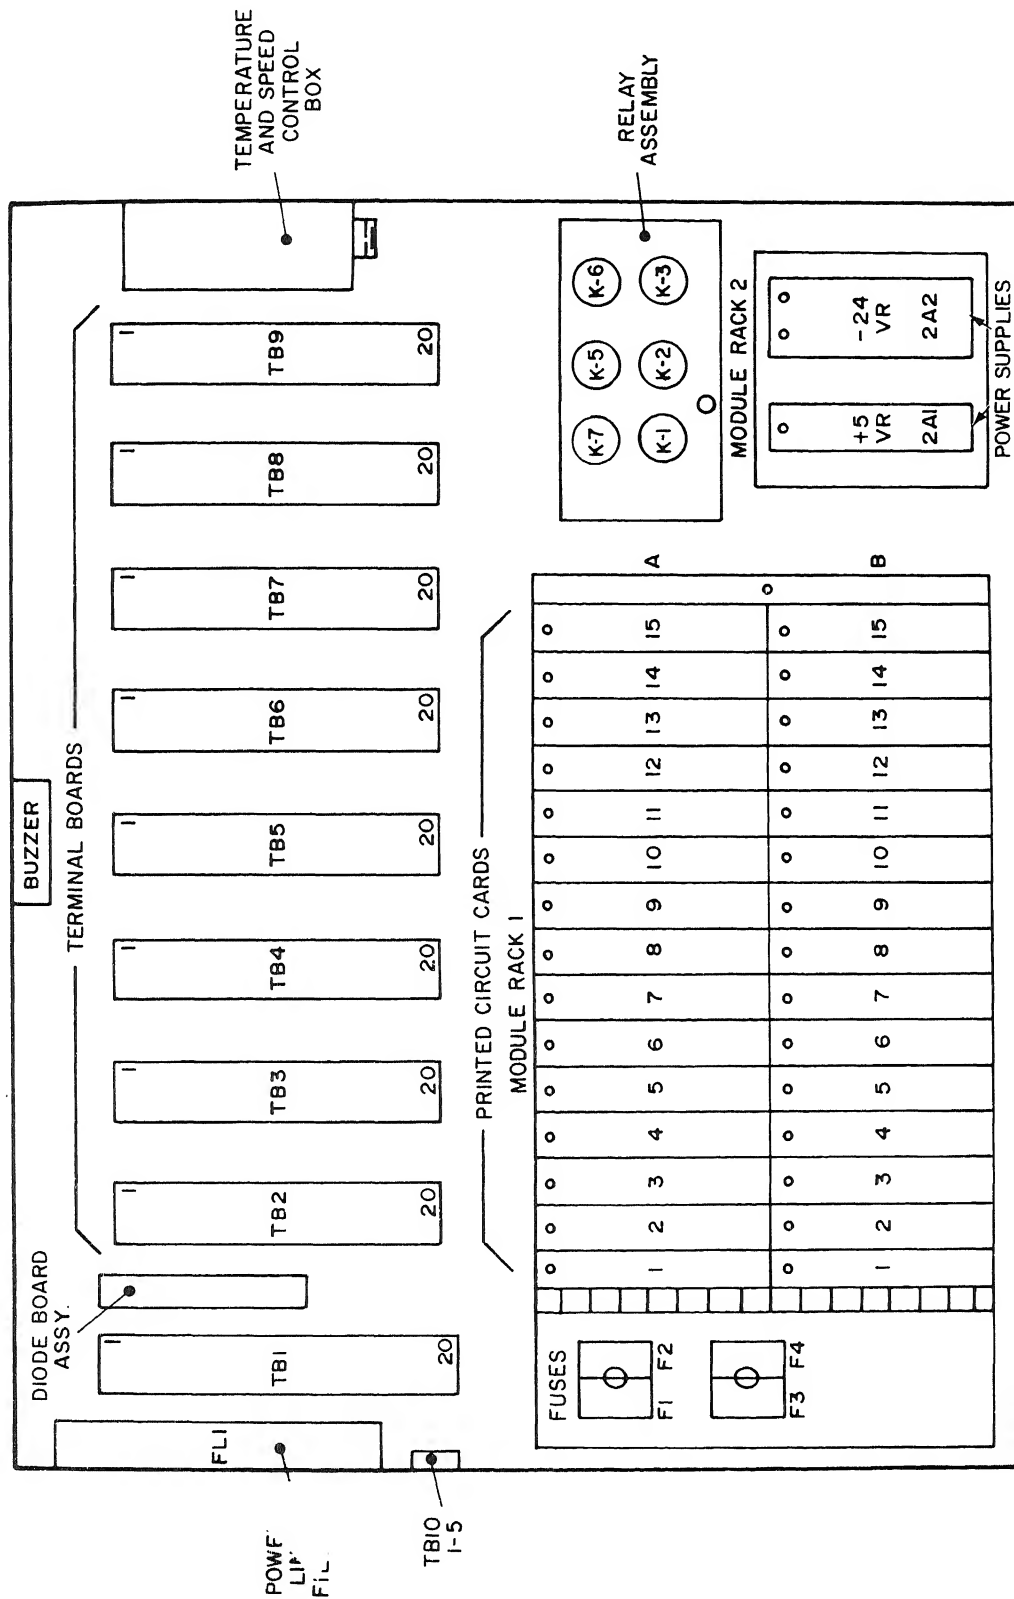 BUZZER
TERMINAL BOARDS
DIODE BOARD
ASSY.
TEMPERATURE
AND SPEED
CONTROL
BOX
FL1
TB1
1
20
TB2
1
20
TB3
1
20
TB4
1
20
TB5
1
20
TB6
1
20
TB7
1
20
TB8
1
20
TB9
1
20
TB10
1-5
PRINTED CIRCUIT CARDS
MODULE RACK 1
FUSES
F1 F2
F3 F4
1 2 3 4 5 6 7 8 9 10 11 12 13 14 15 A
1 2 3 4 5 6 7 8 9 10 11 12 13 14 15 B
RELAY
ASSEMBLY
K-7 K-5 K-6
K-1 K-2 K-3
MODULE RACK 2
+5
VR
2A1
-24
VR
2A2
POWER SUPPLIES